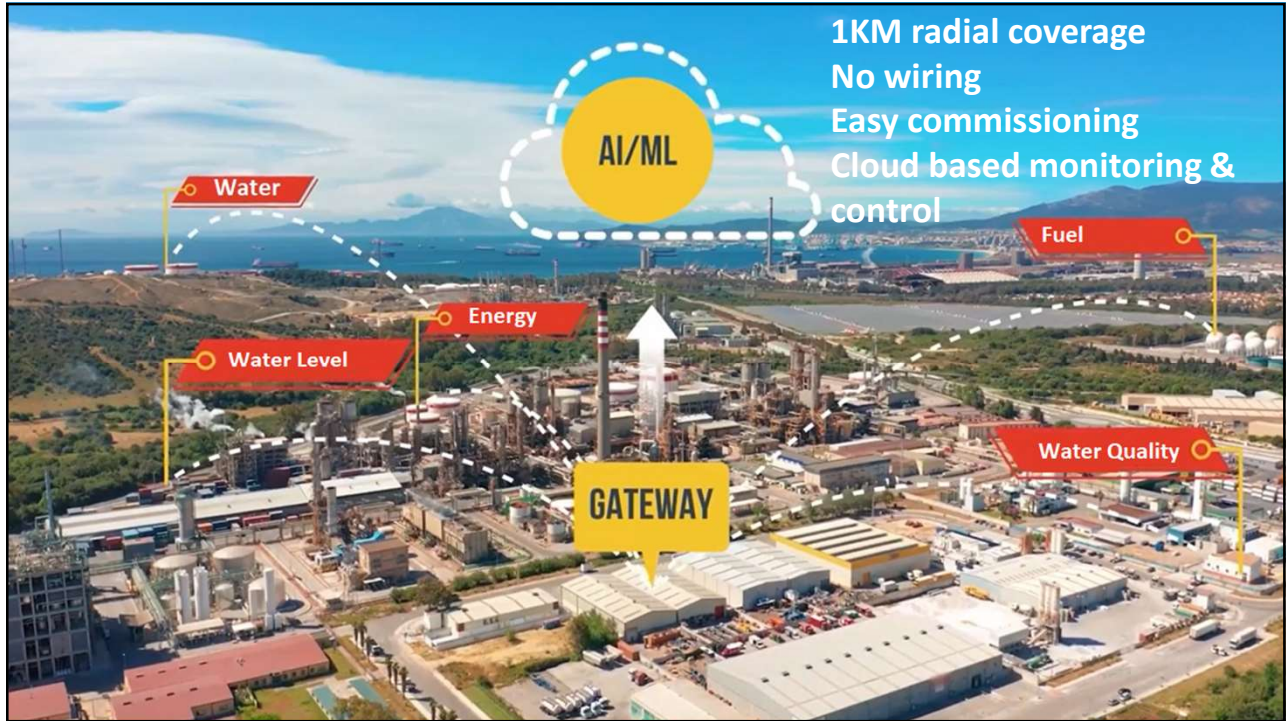 1KM radial coverage
No wiring
Easy commissioning
Cloud based monitoring &
control
AI/ML
Water
Fuel
Energy
Water Level
Water Quality
GATEWAY